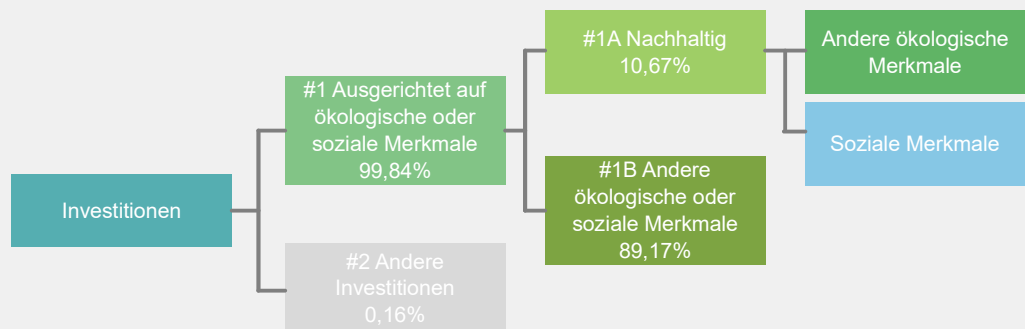 Investitionen
#1 Ausgerichtet auf
ökologische oder
soziale Merkmale
99,84%
#2 Andere
Investitionen
0,16%
#1A Nachhaltig
10,67%
#1B Andere
ökologische oder
soziale Merkmale
89,17%
Andere ökologische
Merkmale
Soziale Merkmale